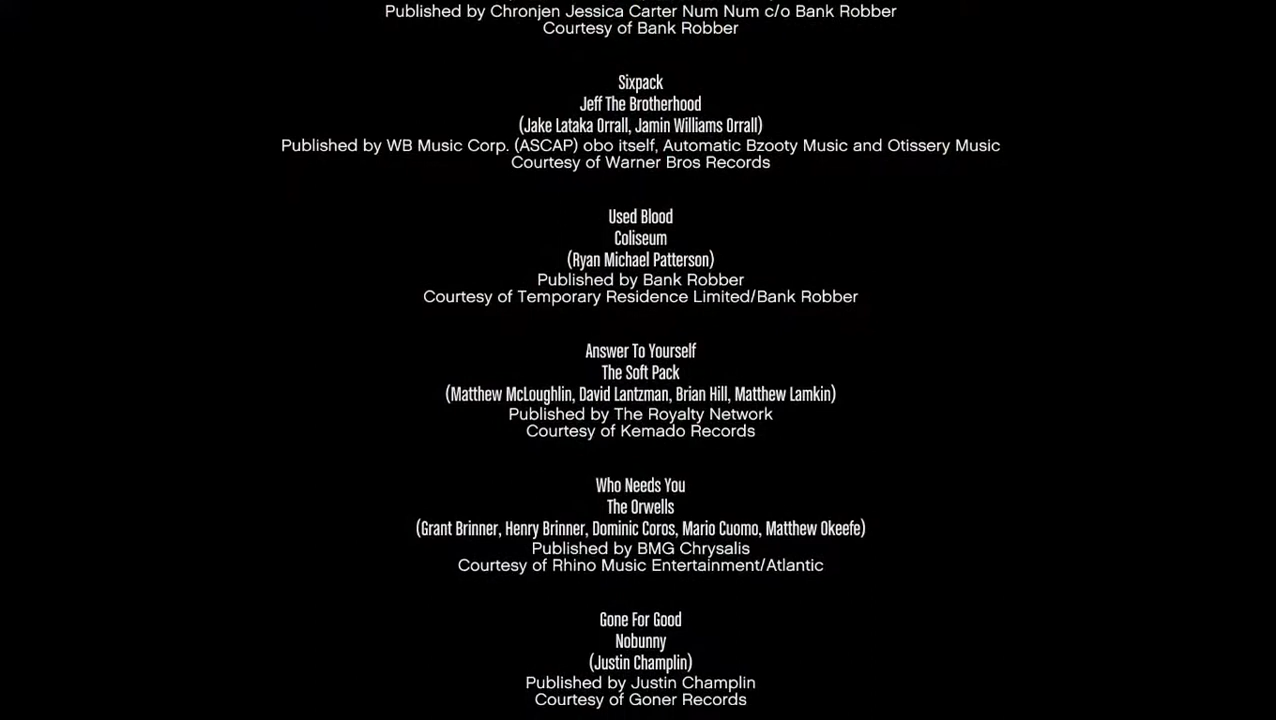 Published by Chronjen Jessica Carter Num Num c/o Bank Robber
Courtesy of Bank Robber
Sixpack
Jeff The Brotherhood
(Jake Lataka Orrall, Jamin Williams Orrall)
Published by WB Music Corp. (ASCAP) obo itself, Automatic Bzooty Music and Otissery Music
Courtesy of Warner Bros Records
Used Blood
Coliseum
(Ryan Michael Patterson)
Published by Bank Robber
Courtesy of Temporary Residence Limited/Bank Robber
Answer To Yourself
The Soft Pack
(Matthew McLoughlin, David Lantzman, Brian Hill, Matthew Lamkin)
Published by The Royalty Network
Courtesy of Kemado Records
Who Needs You
The Orwells
(Grant Brinner, Henry Brinner, Dominic Coros, Mario Cuomo, Matthew Okeefe)
Published by BMG Chrysalis
Courtesy of Rhino Music Entertainment/Atlantic
Gone For Good
Nobunny
(Justin Champlin)
Published by Justin Champlin
Courtesy of Goner Records